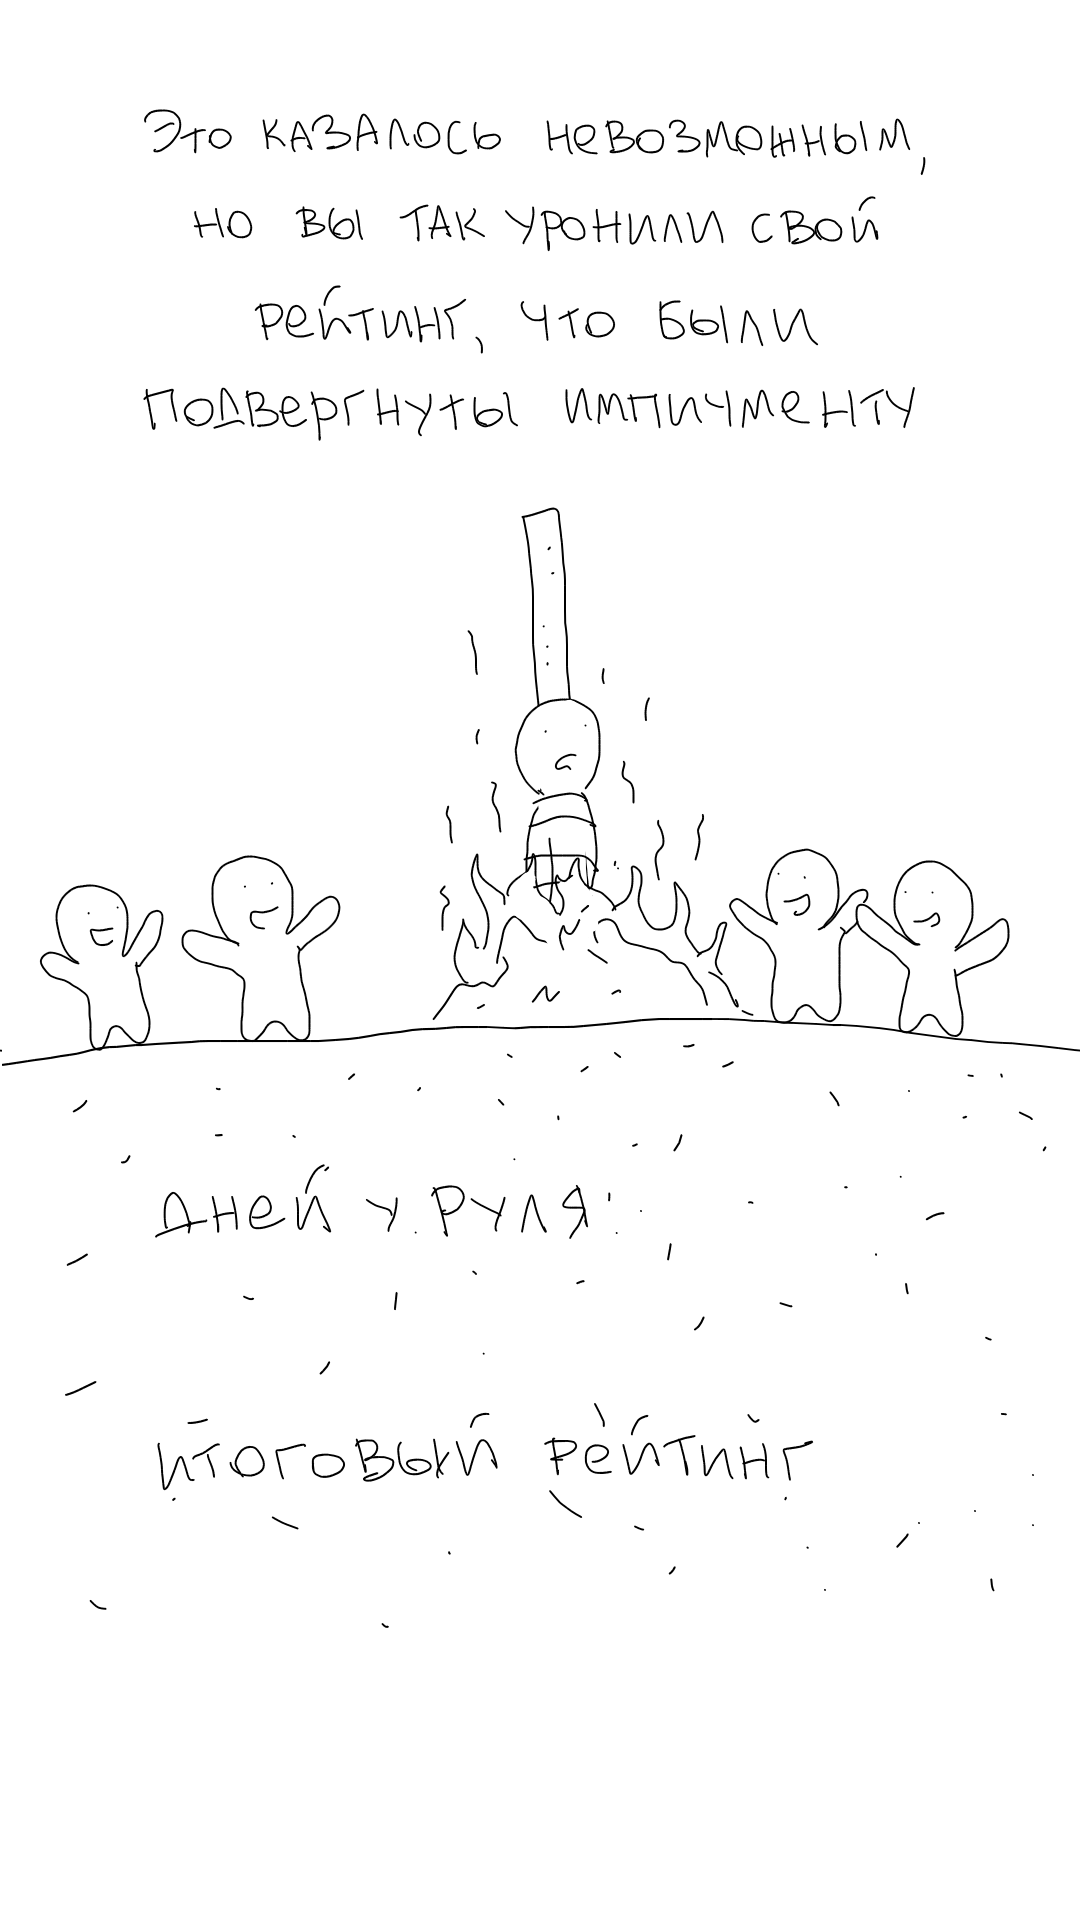 Это казалось невозможным,
но вы так уронили свой
рейтинг, что были
подвергнуты импичменту
дней у руля:
итоговый рейтинг